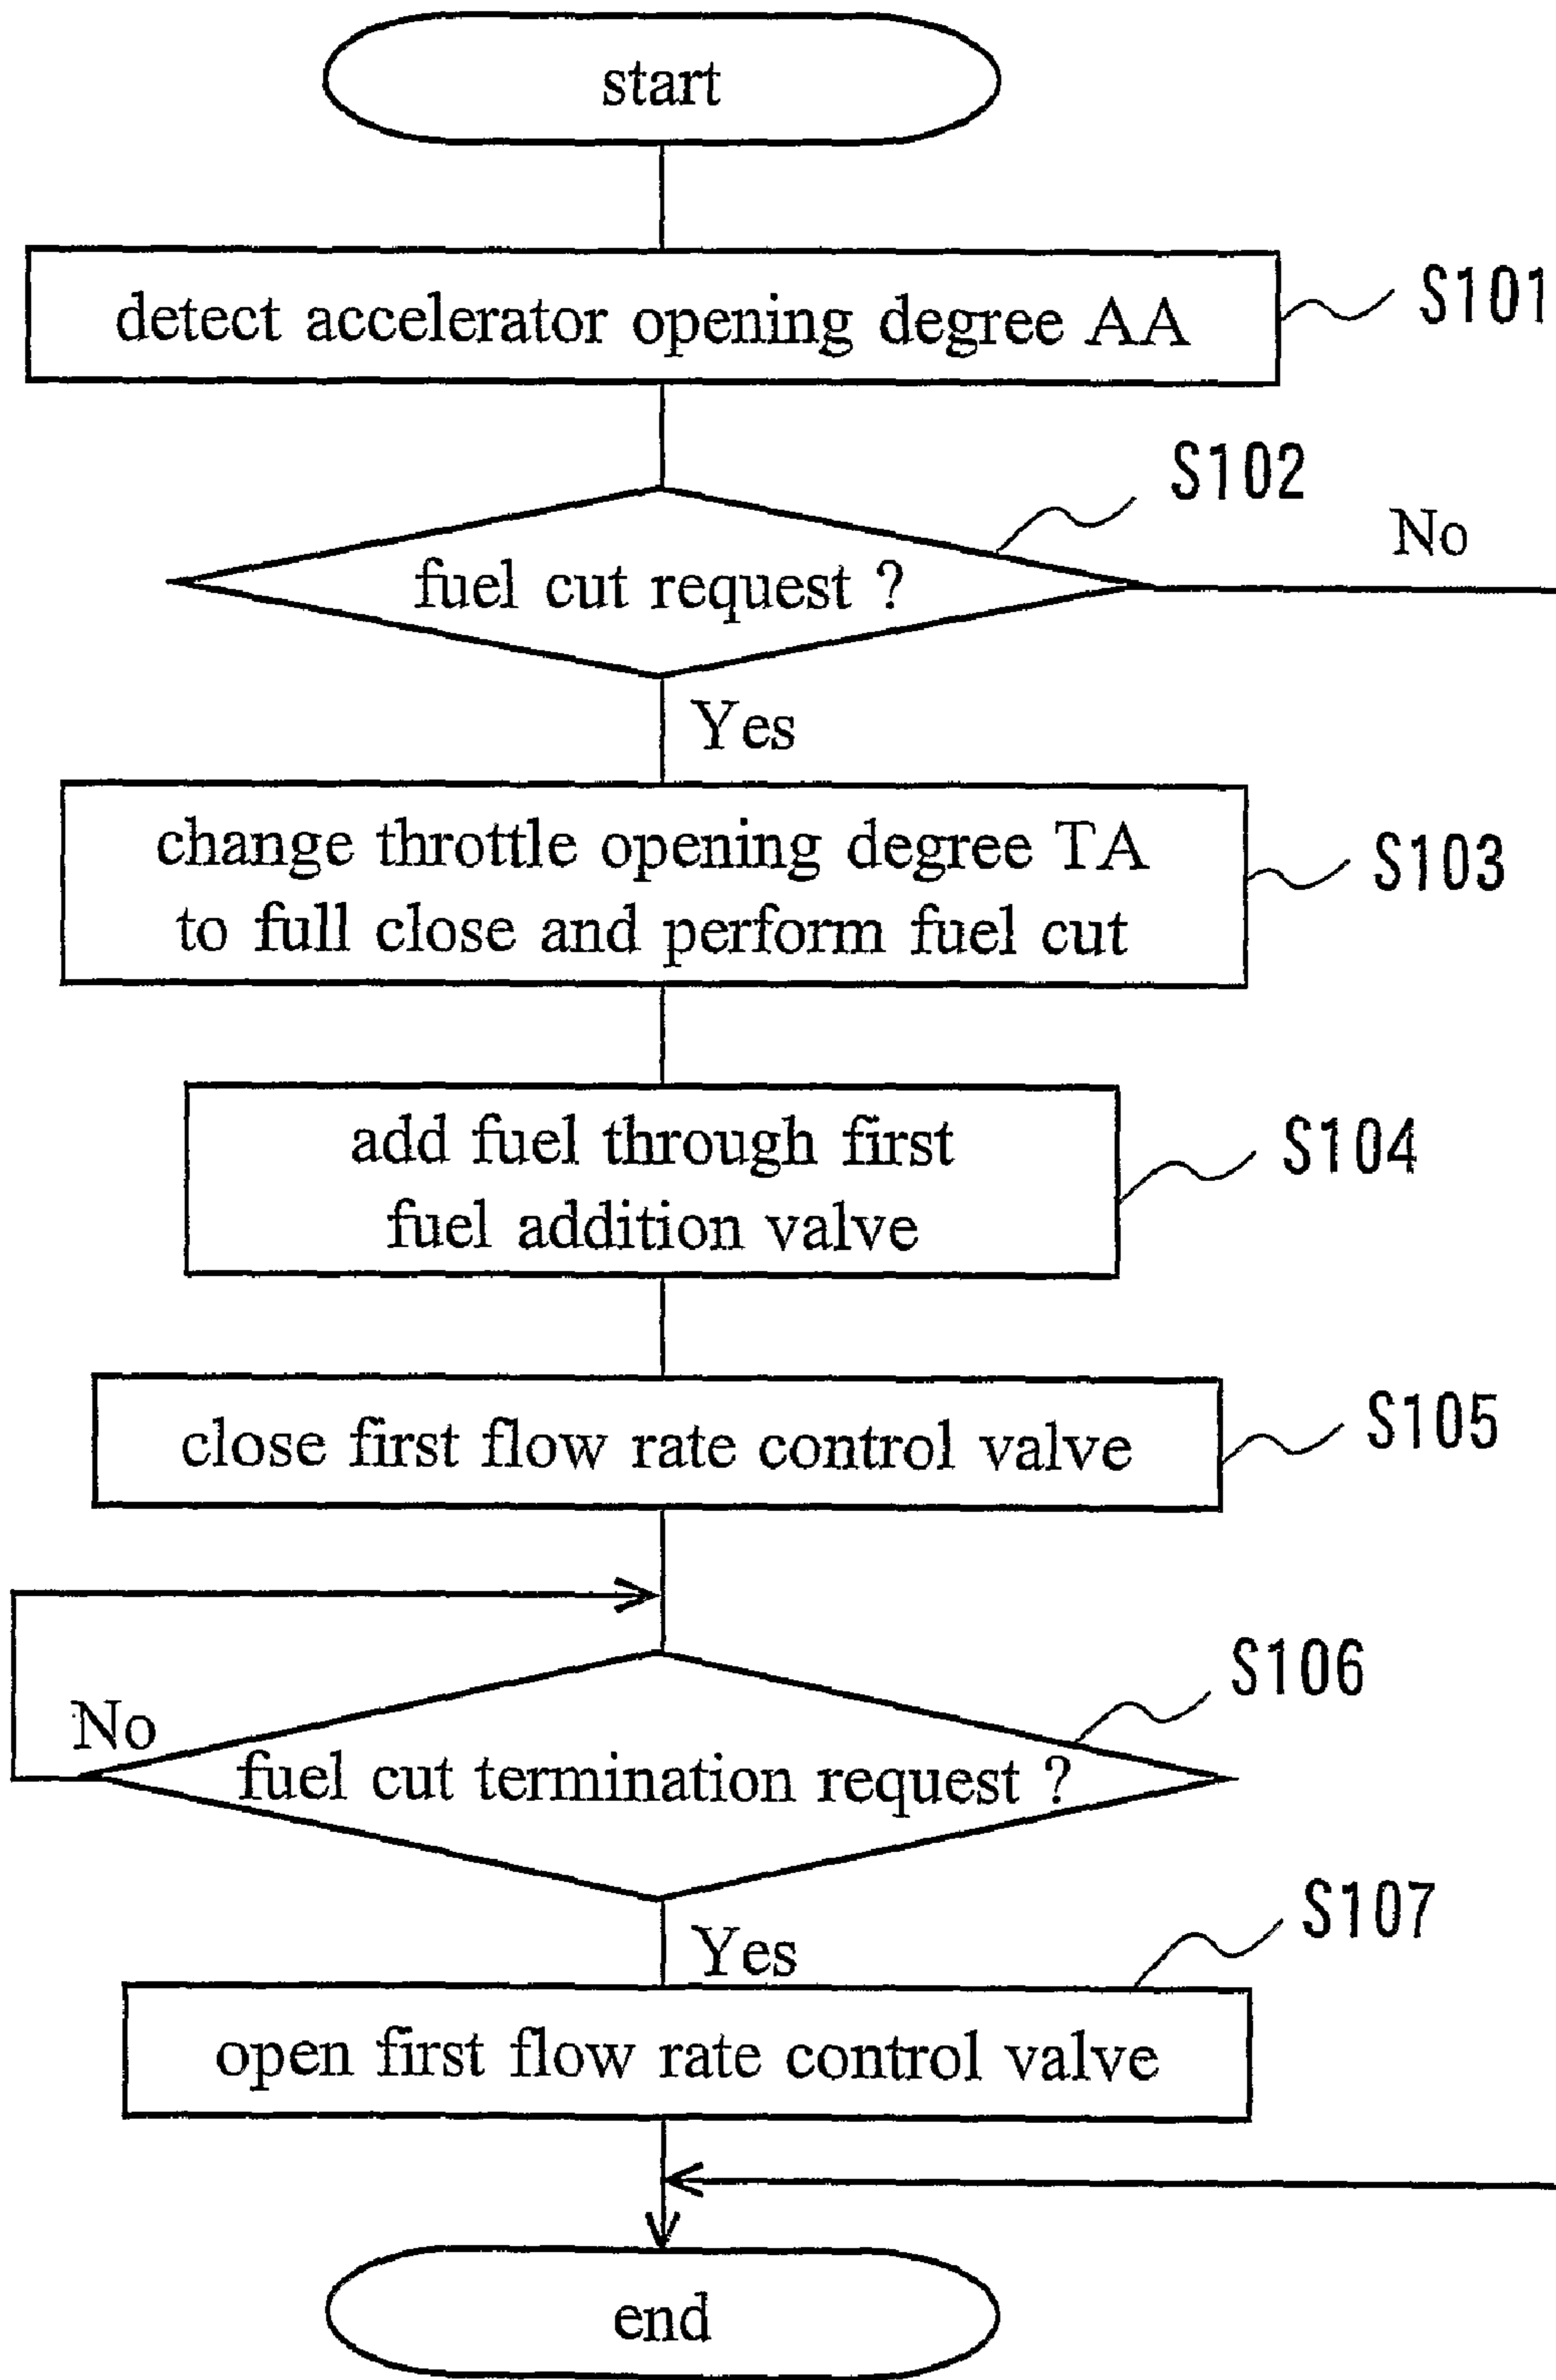 start
detect accelerator opening degree AA
S101
S102
No
fuel cut request ?
Yes
change throttle opening degree TA
to full close and perform fuel cut
S103
add fuel through first
fuel addition valve
S104
close first flow rate control valve
S105
S106
No
fuel cut termination request ?
Yes
S107
open first flow rate control valve
end